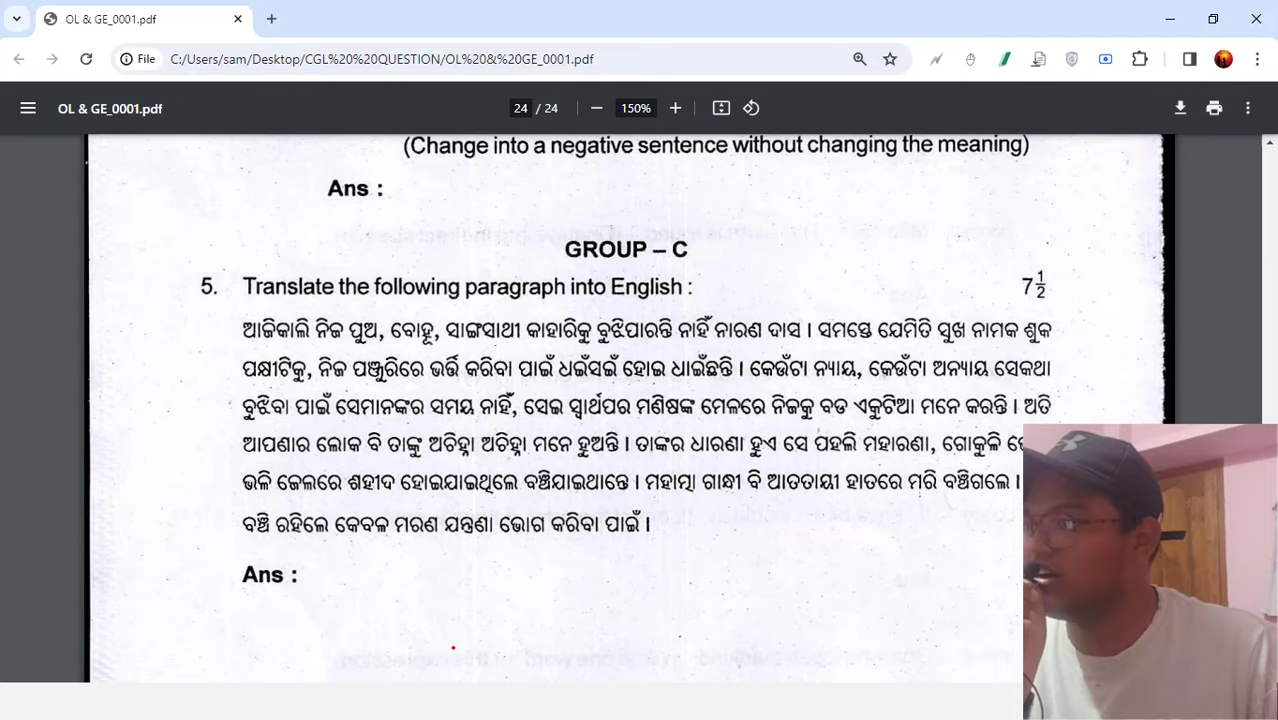 OL & GE_0001.pdf
File C:/Users/sam/Desktop/CGL%20%20QUESTION/OL%20&%20GE_0001.pdf
OL & GE_0001.pdf 24 / 24 150%
(Change into a negative sentence without changing the meaning)
Ans :
GROUP – C
5. Translate the following paragraph into English : 7 1/2
ଆଜିକାଲି ନିଜ ପୁଅ, ବୋହୂ, ସାଙ୍ଗସାଥୀ କାହାରିକୁ ବୁଝିପାରନ୍ତି ନାହିଁ ନାରଣ ଦାସ । ସମସ୍ତେ ଯେମିତି ସୁଖ ନାମକ ଶୁକ
ପକ୍ଷୀଟିକୁ, ନିଜ ପଞ୍ଜୁରିରେ ଭର୍ତ୍ତି କରିବା ପାଇଁ ଧଇଁସଇଁ ହୋଇ ଧାଇଁଛନ୍ତି । କେଉଁଟା ନ୍ୟାୟ, କେଉଁଟା ଅନ୍ୟାୟ ସେକଥା
ବୁଝିବା ପାଇଁ ସେମାନଙ୍କର ସମୟ ନାହିଁ, ସେଇ ସ୍ୱାର୍ଥପର ମଣିଷଙ୍କ ମେଳରେ ନିଜକୁ ବଡ ଏକୁଟିଆ ମନେ କରନ୍ତି । ଅତି
ଆପଣାର ଲୋକ ବି ତାଙ୍କୁ ଅଚିହ୍ନା ଅଚିହ୍ନା ମନେ ହୁଅନ୍ତି । ତାଙ୍କର ଧାରଣା ହୁଏ ସେ ପହଲି ମହାରଣା, ଗୋକୁଳି
ଭଳି ଜେଲରେ ଶହୀଦ ହୋଇଯାଇଥିଲେ ବଞ୍ଚିଯାଇଥାନ୍ତେ । ମହାତ୍ମା ଗାନ୍ଧୀ ବି ଆତତାୟୀ ହାତରେ ମରି ବଞ୍ଚିଗଲେ ।
ବଞ୍ଚି ରହିଲେ କେବଳ ମରଣ ଯନ୍ତ୍ରଣା ଭୋଗ କରିବା ପାଇଁ ।
Ans :